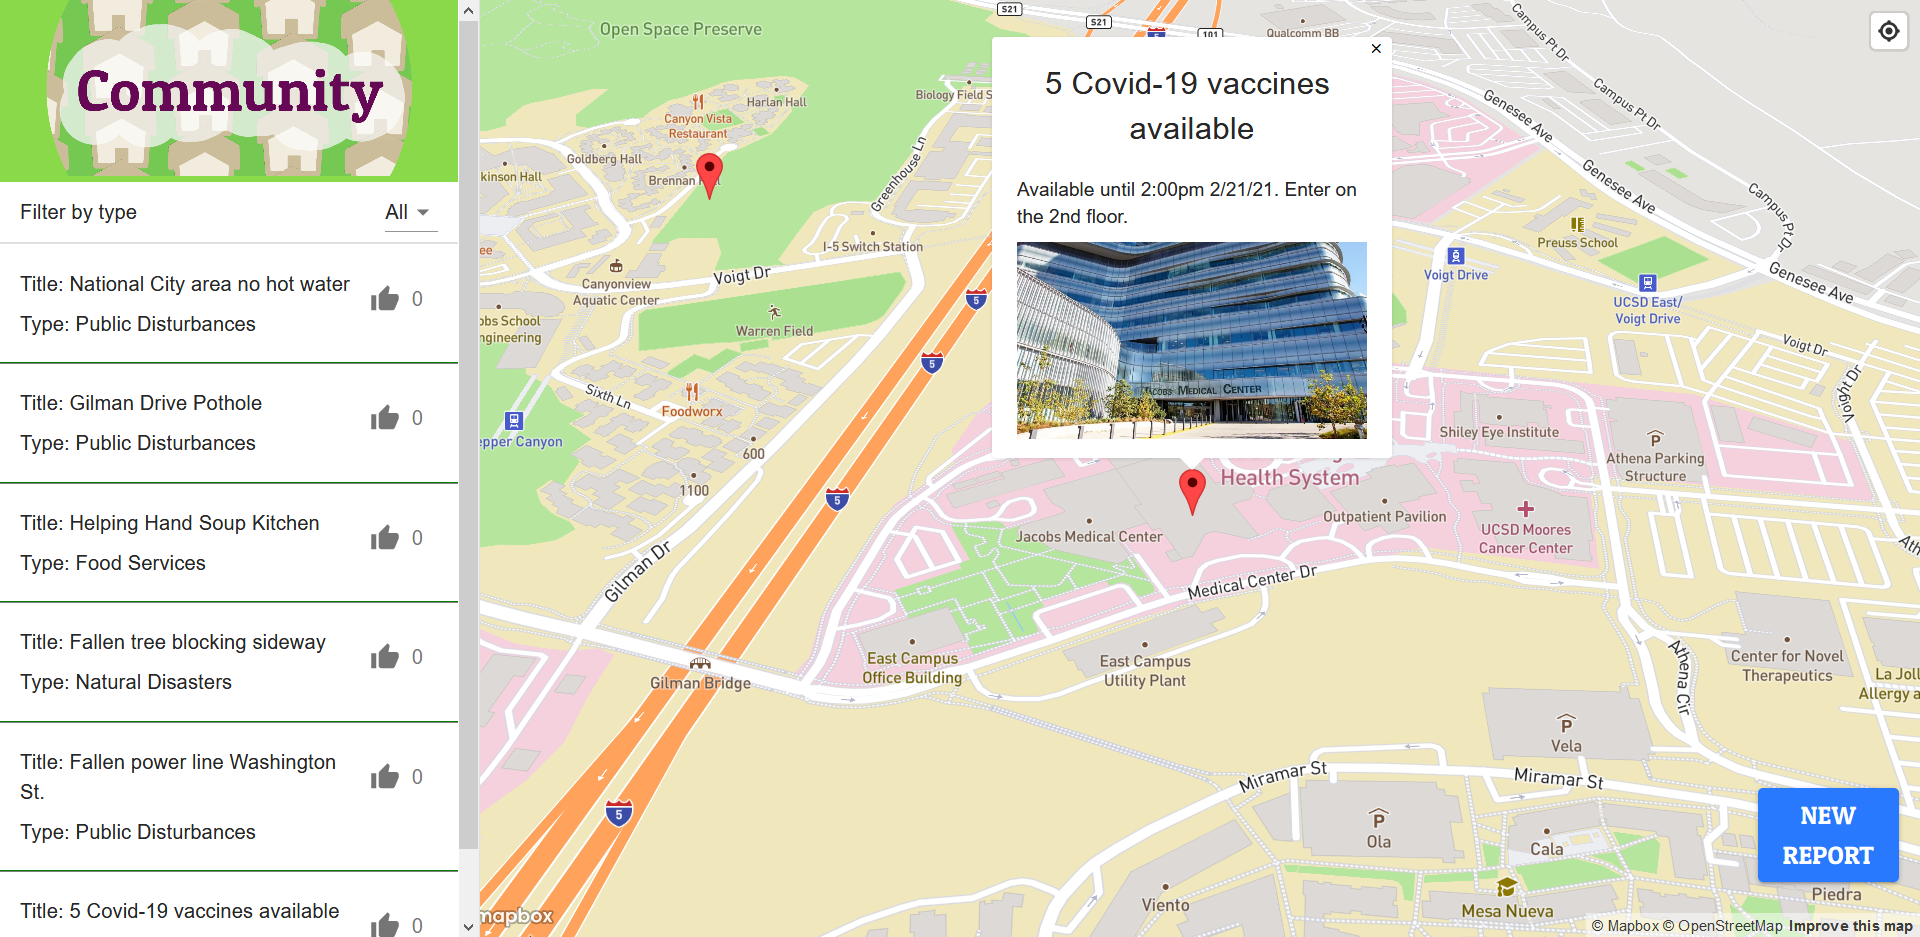 Community
Filter by type
All
Title: National City area no hot water
Type: Public Disturbances
0
Title: Gilman Drive Pothole
Type: Public Disturbances
0
Title: Helping Hand Soup Kitchen
Type: Food Services
0
Title: Fallen tree blocking sideway
Type: Natural Disasters
0
Title: Fallen power line Washington
St.
Type: Public Disturbances
0
Title: 5 Covid-19 vaccines available
0
5 Covid-19 vaccines
available
Available until 2:00pm 2/21/21. Enter on
the 2nd floor.
JACOBS MEDICAL CENTER
Open Space Preserve
S21
S21
101
5
Qualcomm BB
Campus Pt Dr
Campus Pt Dr
Campus Pt Dr
Genesee Ave
Genesee Ave
Genesee Ave
Biology Field S
Harlan Hall
Canyon Vista
Restaurant
Goldberg Hall
Brennan
kinson Hall
Greenhouse Ln
I-5 Switch Station
ee
Canyonview
Aquatic Center
Voigt Dr
Warren Field
obs School
ngineering
5
5
5
5
Sixth Ln
Foodworx
epper Canyon
600
1100
Gilman Dr
Gilman Bridge
Preuss School
Voigt Drive
UCSD East/
Voigt Drive
Voigt Dr
Voigt Dr
Shiley Eye Institute
Athena Parking
Structure
Health System
Outpatient Pavilion
Jacobs Medical Center
UCSD Moores
Cancer Center
Ath
Medical Center Dr
East Campus
Office Building
East Campus
Utility Plant
Athena Cir
Center for Novel
Therapeutics
La Joll
Allergy a
P
Vela
Miramar St
Miramar St
P
Ola
Cala
Viento
Mesa Nueva
Piedra
NEW
REPORT
mapbox
© Mapbox © OpenStreetMap Improve this map